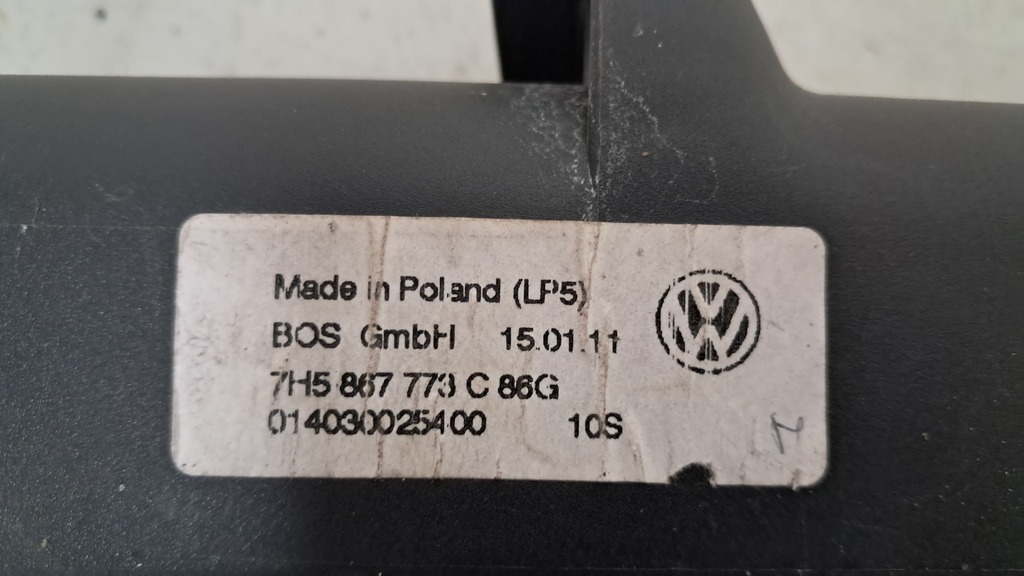 Made in Poland (LP5)
BOS GmbH 15.01.11
7H5 867 773 C 86G
014030025400 10S